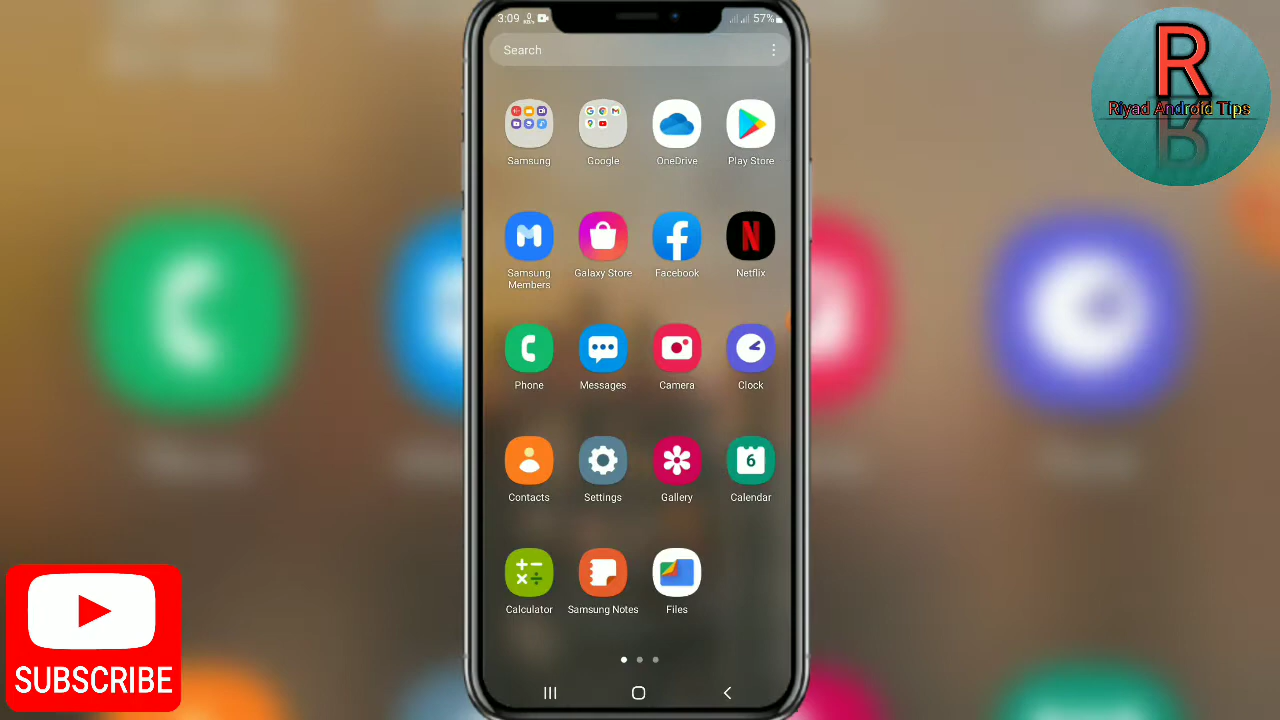 3:09
57%
Search
R
Riyad Android Tips
Samsung
Google
OneDrive
Play Store
Samsung
Members
Galaxy Store
Facebook
Netflix
Phone
Messages
Camera
Clock
Contacts
Settings
Gallery
6
Calendar
Calculator
Samsung Notes
Files
SUBSCRIBE